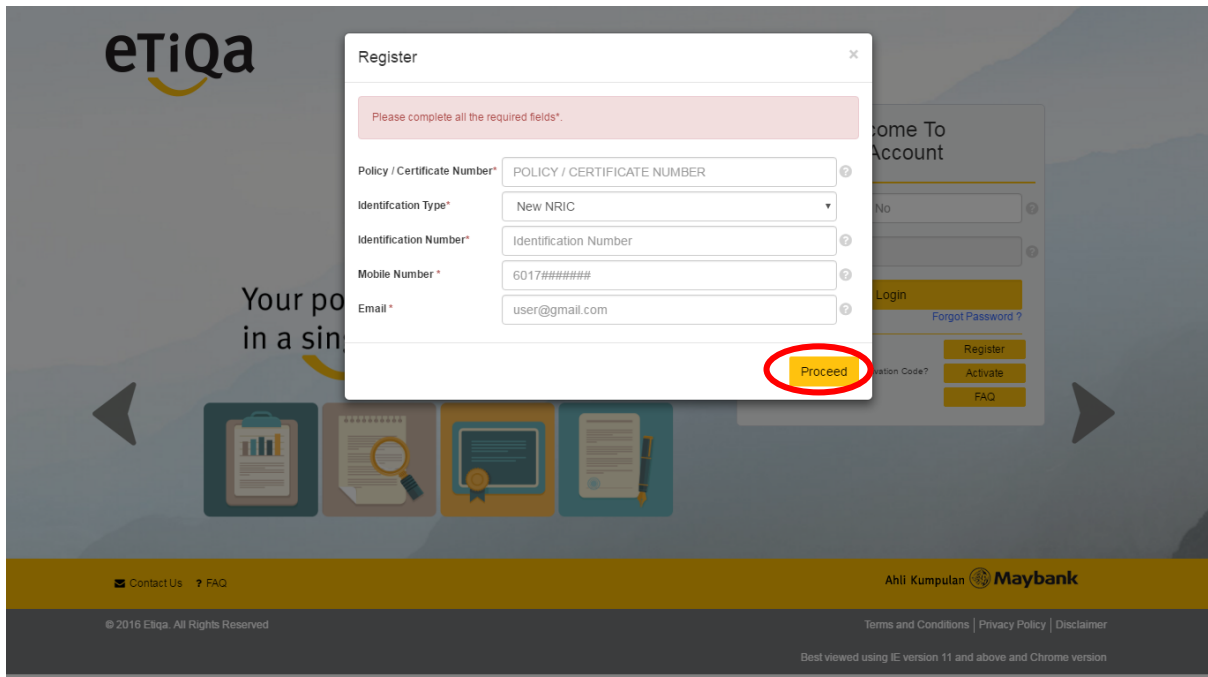 eTiQa
Register
×
Please complete all the required fields*.
Policy / Certificate Number*
POLICY / CERTIFICATE NUMBER
Identifcation Type*
New NRIC
Identification Number*
Identification Number
Mobile Number *
6017#######
Email *
user@gmail.com
Proceed
come To
Account
No
Login
Forgot Password ?
Register
vation Code?
Activate
FAQ
Your po
in a sin
Contact Us
? FAQ
Ahli Kumpulan Maybank
© 2016 Etiqa. All Rights Reserved
Terms and Conditions | Privacy Policy | Disclaimer
Best viewed using IE version 11 and above and Chrome version